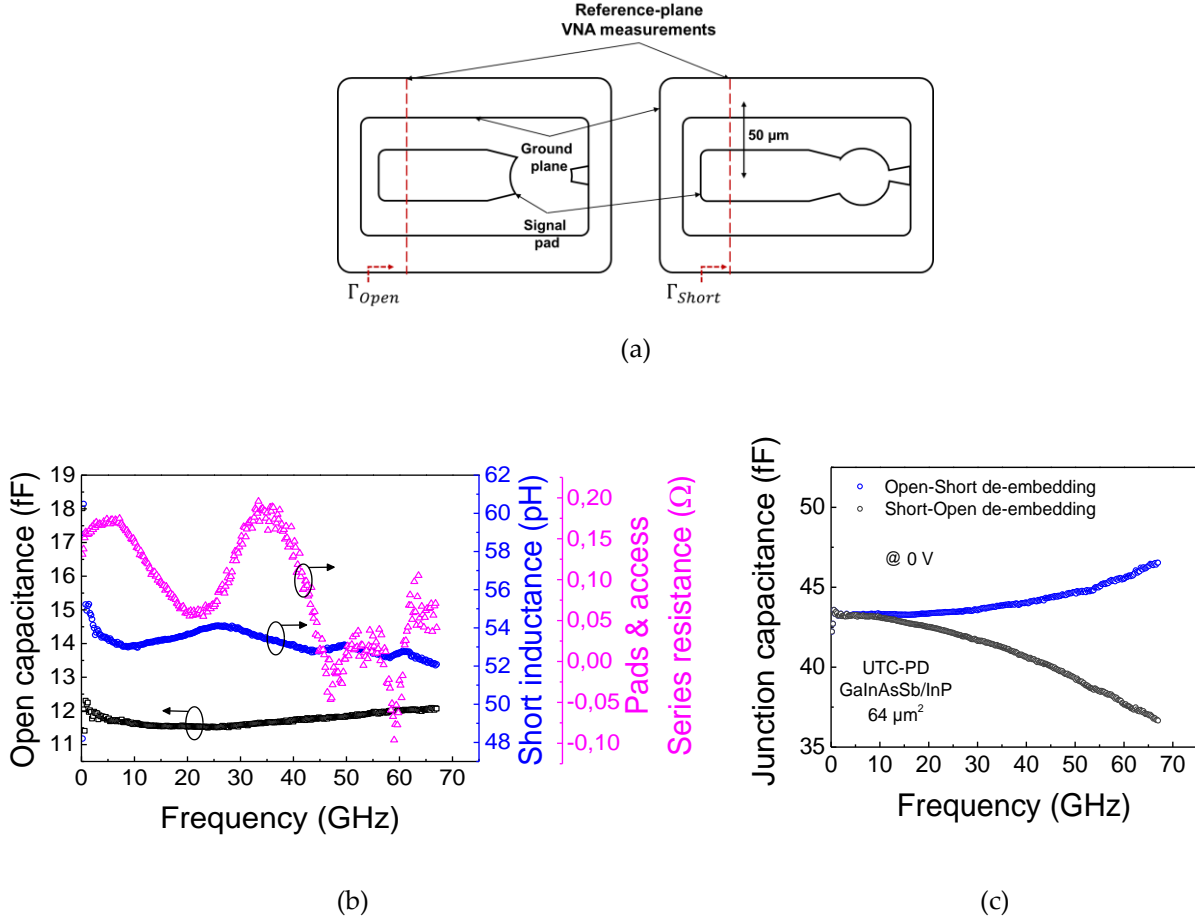 Reference-plane
VNA measurements
50 µm
Ground
plane
Signal
pad
Γ_Open
Γ_Short
(a)
Open capacitance (fF)
19
18
17
16
15
14
13
12
11
0 10 20 30 40 50 60 70
Frequency (GHz)
62
60
58
56
54
52
50
48
Short inductance (pH)
0,20
0,15
0,10
0,05
0,00
-0,05
-0,10
Pads & access
Series resistance (Ω)
(b)
Junction capacitance (fF)
50
45
40
35
Open-Short de-embedding
Short-Open de-embedding
@ 0 V
UTC-PD
GaInAsSb/InP
64 µm²
0 10 20 30 40 50 60 70
Frequency (GHz)
(c)